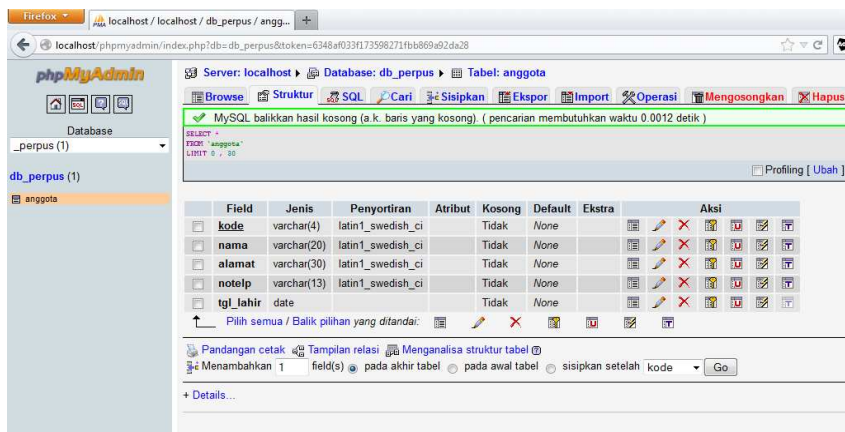 Firefox
PMA localhost / localhost / db_perpus / angg... +
localhost/phpmyadmin/index.php?db=db_perpus&token=6348af033f173598271fbb869a92da28
phpMyAdmin
Database
_perpus (1)
db_perpus (1)
anggota
Server: localhost ▸ Database: db_perpus ▸ Tabel: anggota
Browse Struktur SQL Cari Sisipkan Ekspor Import Operasi Mengosongkan Hapus
MySQL balikkan hasil kosong (a.k. baris yang kosong). ( pencarian membutuhkan waktu 0.0012 detik )
SELECT *
FROM `anggota`
LIMIT 0 , 30
Profiling [ Ubah ]
Field Jenis Penyortiran Atribut Kosong Default Ekstra Aksi
kode varchar(4) latin1_swedish_ci Tidak None
nama varchar(20) latin1_swedish_ci Tidak None
alamat varchar(30) latin1_swedish_ci Tidak None
notelp varchar(13) latin1_swedish_ci Tidak None
tgl_lahir date Tidak None
Pilih semua / Balik pilihan yang ditandai:
Pandangan cetak Tampilan relasi Menganalisa struktur tabel
Menambahkan 1 field(s) pada akhir tabel pada awal tabel sisipkan setelah kode Go
+ Details...